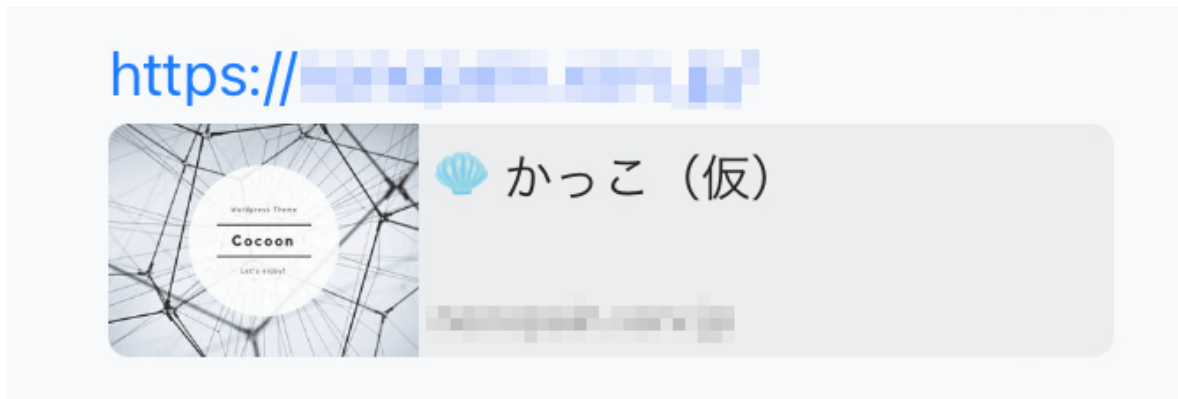 https://
🐚 かっこ（仮）
Wordpress Theme
Cocoon
Let's enjoy!